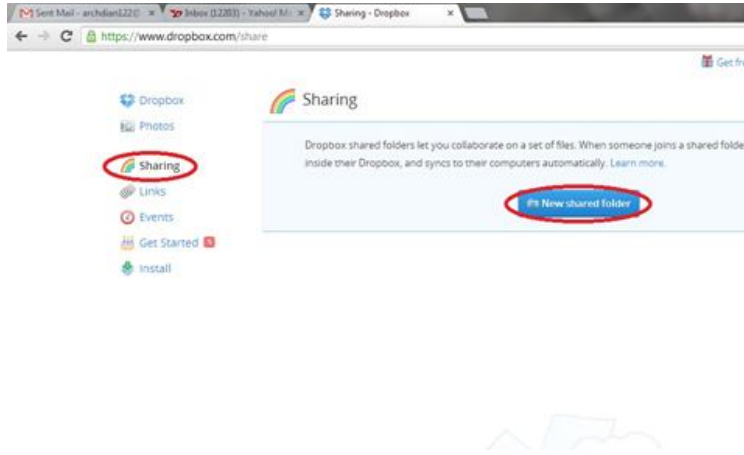 Sent Mail - archdian122@
Inbox (12283) - Yahoo! M
Sharing - Dropbox
https://www.dropbox.com/share
Get fr
Dropbox
Photos
Sharing
Links
Events
Get Started
Install
Sharing
Dropbox shared folders let you collaborate on a set of files. When someone joins a shared folde
inside their Dropbox, and syncs to their computers automatically. Learn more.
New shared folder